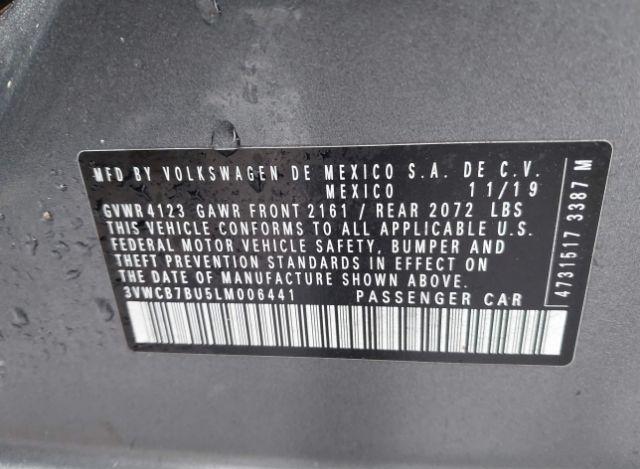 MFD BY VOLKSWAGEN DE MEXICO S.A. DE C.V.
MEXICO 11/19
GVWR 4123 GAWR FRONT 2161 / REAR 2072 LBS
THIS VEHICLE CONFORMS TO ALL APPLICABLE U.S.
FEDERAL MOTOR VEHICLE SAFETY, BUMPER AND
THEFT PREVENTION STANDARDS IN EFFECT ON
THE DATE OF MANUFACTURE SHOWN ABOVE.
3VWCB7BU5LM006441 PASSENGER CAR
4731517 3387 M